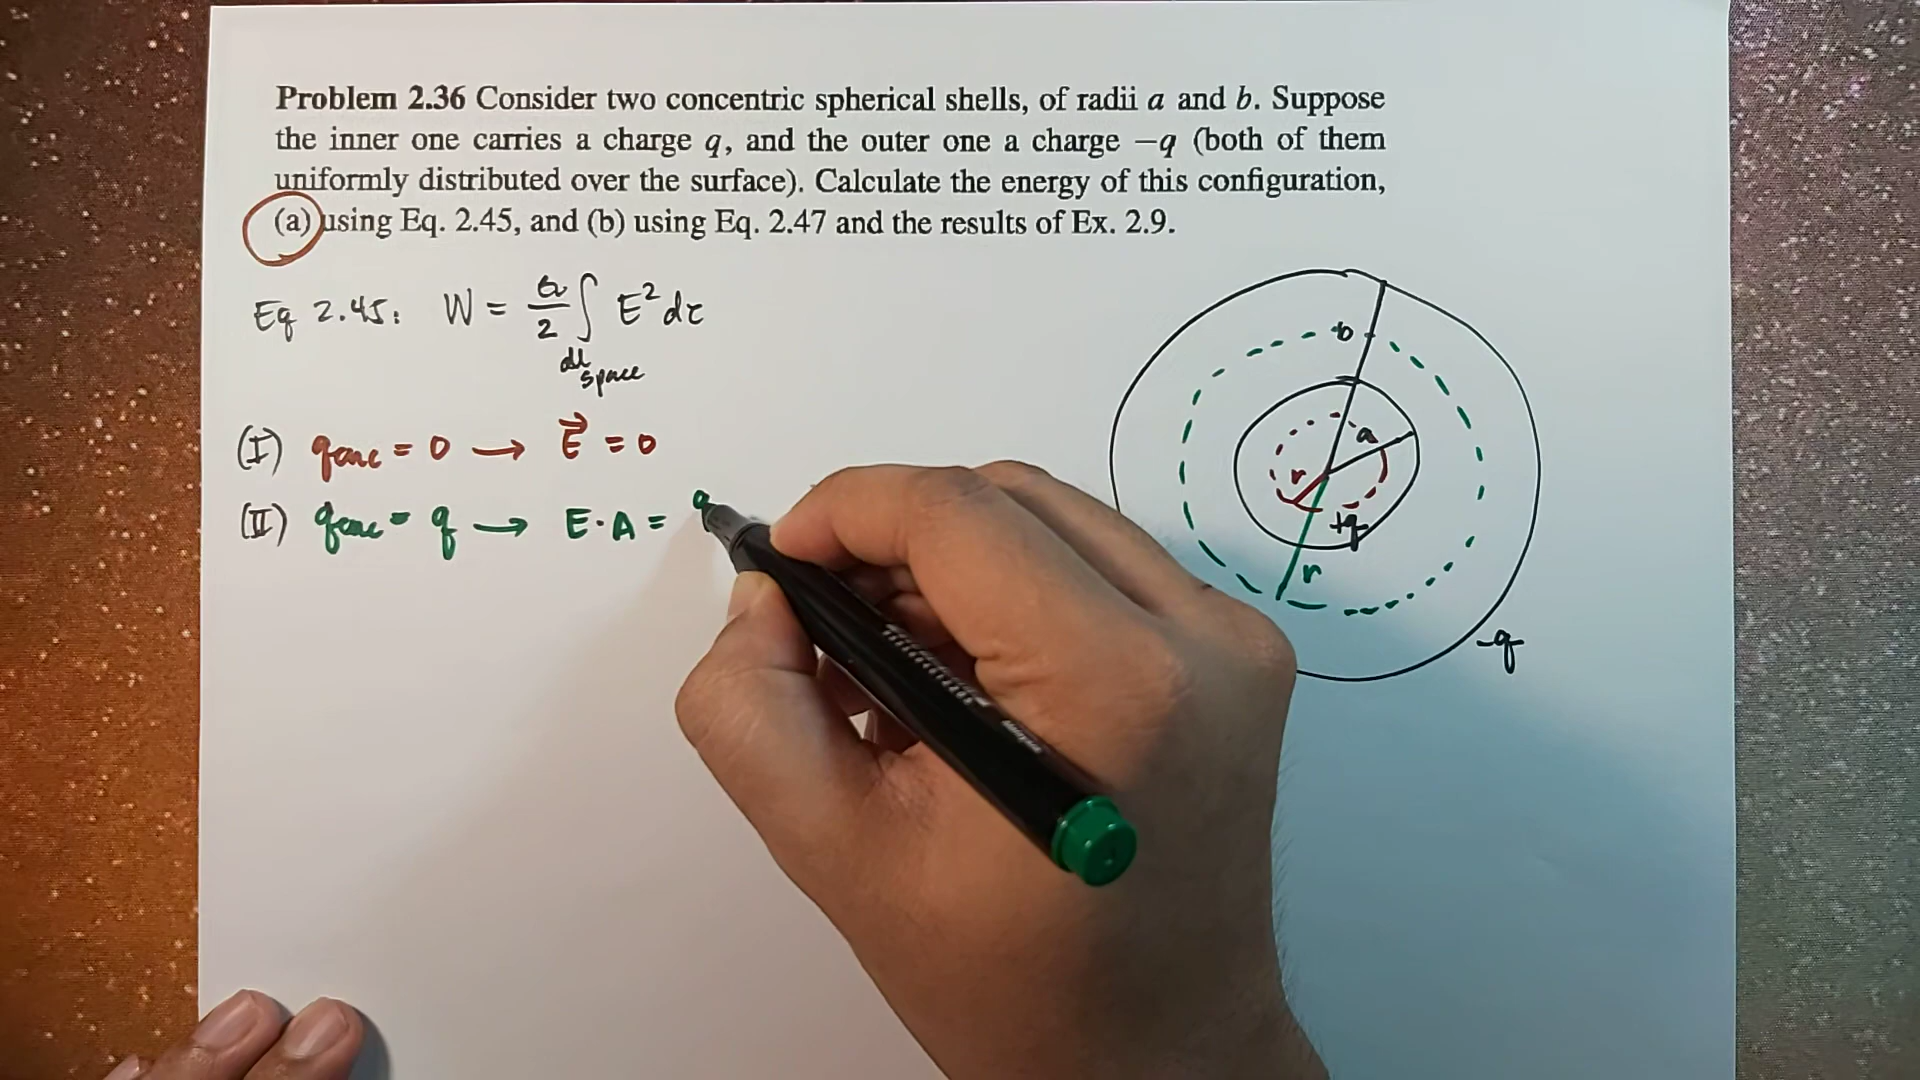 Problem 2.36 Consider two concentric spherical shells, of radii a and b. Suppose
the inner one carries a charge q, and the outer one a charge −q (both of them
uniformly distributed over the surface). Calculate the energy of this configuration,
(a) using Eq. 2.45, and (b) using Eq. 2.47 and the results of Ex. 2.9.
Eq 2.45: W = ε₀/2 ∫ E² dτ
all space
(I) qenc = 0 → E⃗ = 0
(II) qenc = q → E·A = q
b
a
r
+q
r
-q